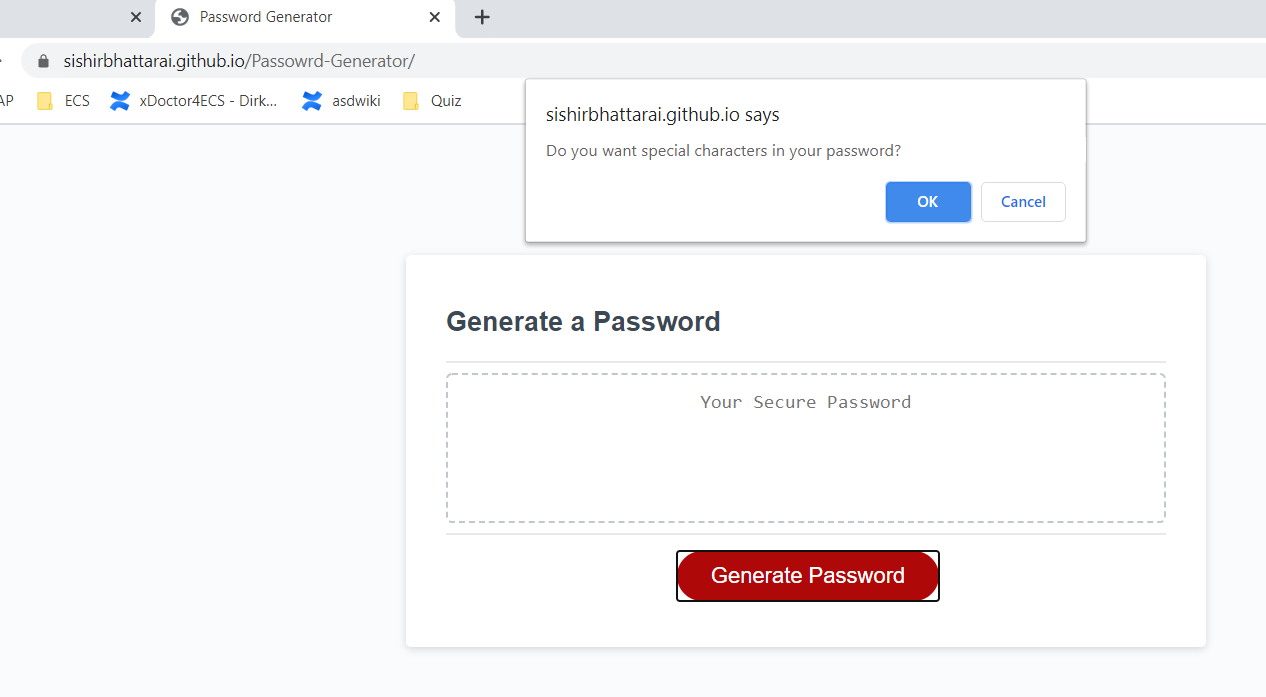 Password Generator
sishirbhattarai.github.io/Passowrd-Generator/
AP ECS xDoctor4ECS - Dirk... asdwiki Quiz
sishirbhattarai.github.io says
Do you want special characters in your password?
OK Cancel
Generate a Password
Your Secure Password
Generate Password